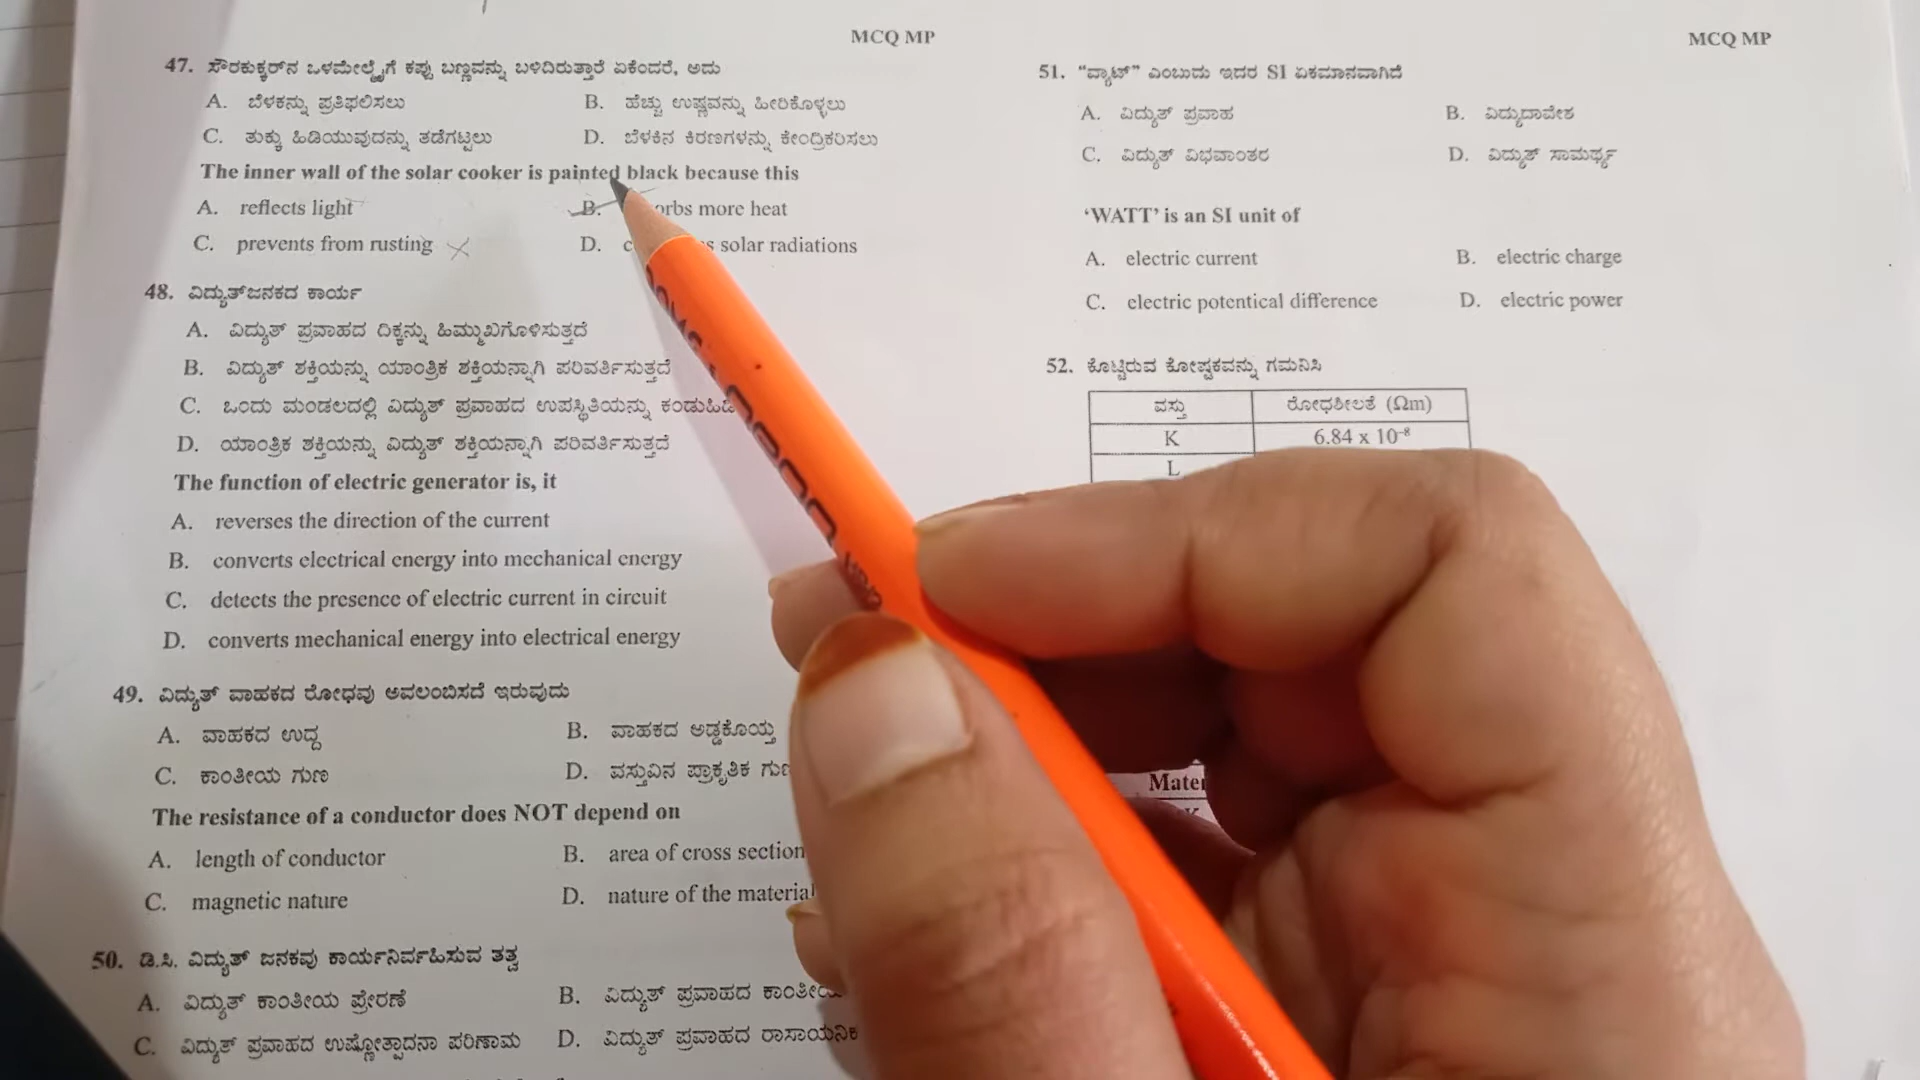 MCQ MP
47. ಸೌರಕುಕ್ಕರ್‌ನ ಒಳಮೇಲ್ಮೈಗೆ ಕಪ್ಪು ಬಣ್ಣವನ್ನು ಬಳಿದಿರುತ್ತಾರೆ ಏಕೆಂದರೆ, ಅದು
A. ಬೆಳಕನ್ನು ಪ್ರತಿಫಲಿಸಲು B. ಹೆಚ್ಚು ಉಷ್ಣವನ್ನು ಹೀರಿಕೊಳ್ಳಲು
C. ತುಕ್ಕು ಹಿಡಿಯುವುದನ್ನು ತಡೆಗಟ್ಟಲು D. ಬೆಳಕಿನ ಕಿರಣಗಳನ್ನು ಕೇಂದ್ರಿಕರಿಸಲು
The inner wall of the solar cooker is painted black because this
A. reflects light B. more heat
C. prevents from rusting D. solar radiations
48. ವಿದ್ಯುತ್‌ಜನಕದ ಕಾರ್ಯ
A. ವಿದ್ಯುತ್ ಪ್ರವಾಹದ ದಿಕ್ಕನ್ನು ಹಿಮ್ಮುಖಗೊಳಿಸುತ್ತದೆ
B. ವಿದ್ಯುತ್ ಶಕ್ತಿಯನ್ನು ಯಾಂತ್ರಿಕ ಶಕ್ತಿಯನ್ನಾಗಿ ಪರಿವರ್ತಿಸುತ್ತದೆ
C. ಒಂದು ಮಂಡಲದಲ್ಲಿ ವಿದ್ಯುತ್ ಪ್ರವಾಹದ ಉಪಸ್ಥಿತಿಯನ್ನು
D. ಯಾಂತ್ರಿಕ ಶಕ್ತಿಯನ್ನು ವಿದ್ಯುತ್ ಶಕ್ತಿಯನ್ನಾಗಿ ಪರಿವರ್ತಿಸುತ್ತದೆ
The function of electric generator is, it
A. reverses the direction of the current
B. converts electrical energy into mechanical energy
C. detects the presence of electric current in circuit
D. converts mechanical energy into electrical energy
49. ವಿದ್ಯುತ್ ವಾಹಕದ ರೋಧವು ಅವಲಂಬಿಸದೆ ಇರುವುದು
A. ವಾಹಕದ ಉದ್ದ B. ವಾಹಕದ ಅಡ್ಡಕೊಯ್ತ
C. ಕಾಂತೀಯ ಗುಣ D. ವಸ್ತುವಿನ ಪ್ರಾಕೃತಿಕ ಗುಣ
The resistance of a conductor does NOT depend on
A. length of conductor B. area of cross section
C. magnetic nature D. nature of the material
50. ಡಿ.ಸಿ. ವಿದ್ಯುತ್ ಜನಕವು ಕಾರ್ಯನಿರ್ವಹಿಸುವ ತತ್ವ
A. ವಿದ್ಯುತ್ ಕಾಂತೀಯ ಪ್ರೇರಣೆ B. ವಿದ್ಯುತ್ ಪ್ರವಾಹದ
C. ವಿದ್ಯುತ್ ಪ್ರವಾಹದ ಉಷ್ಣೋತ್ಪಾದನಾ ಪರಿಣಾಮ D. ವಿದ್ಯುತ್ ಪ್ರವಾಹದ ರಾಸಾಯನಿಕ
MCQ MP
51. “ವ್ಯಾಟ್” ಎಂಬುದು ಇದರ SI ಏಕಮಾನವಾಗಿದೆ
A. ವಿದ್ಯುತ್ ಪ್ರವಾಹ B. ವಿದ್ಯುದಾವೇಶ
C. ವಿದ್ಯುತ್ ವಿಭವಾಂತರ D. ವಿದ್ಯುತ್ ಸಾಮರ್ಥ್ಯ
‘WATT’ is an SI unit of
A. electric current B. electric charge
C. electric potentical difference D. electric power
52. ಕೊಟ್ಟಿರುವ ಕೋಷ್ಟಕವನ್ನು ಗಮನಿಸಿ
ವಸ್ತು ರೋಧಶೀಲತೆ (Ωm)
K 6.84 x 10⁻⁸
L